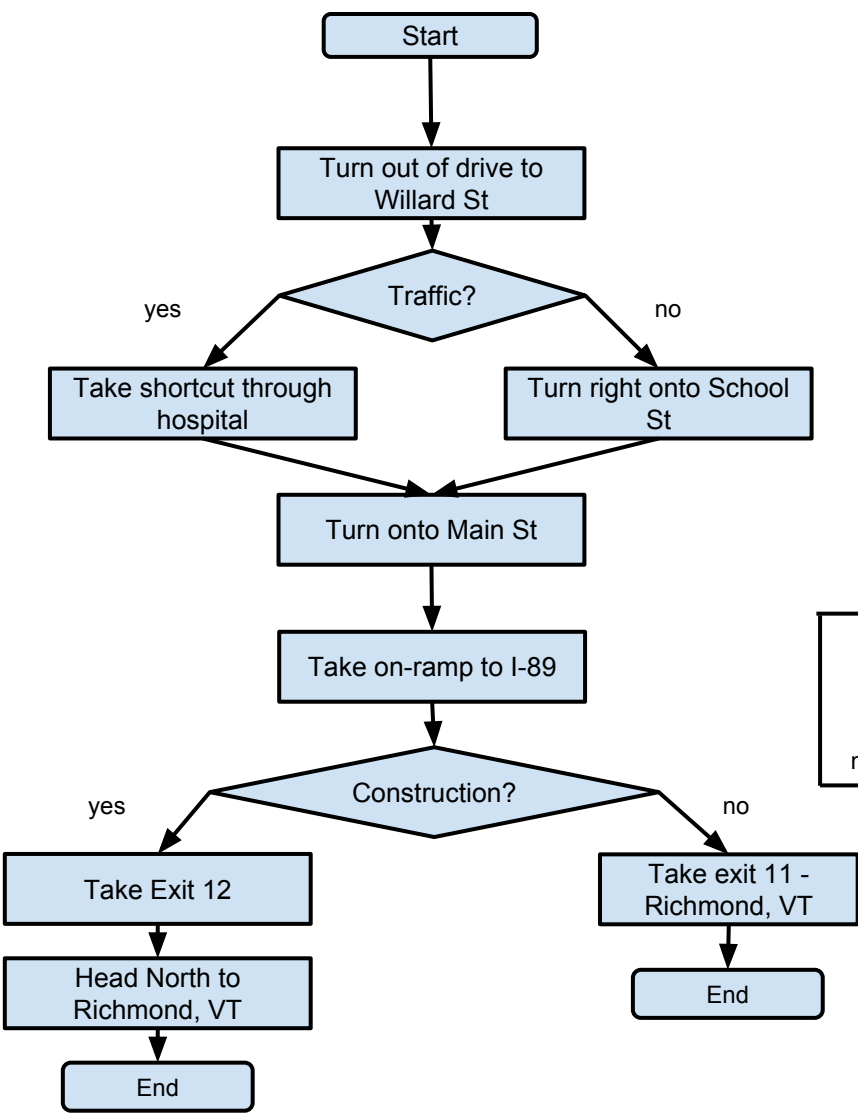 Start
Turn out of drive to
Willard St
Traffic?
yes
no
Take shortcut through
hospital
Turn right onto School
St
Turn onto Main St
Take on-ramp to I-89
Construction?
yes
no
Take Exit 12
Take exit 11 -
Richmond, VT
Head North to
Richmond, VT
End
End